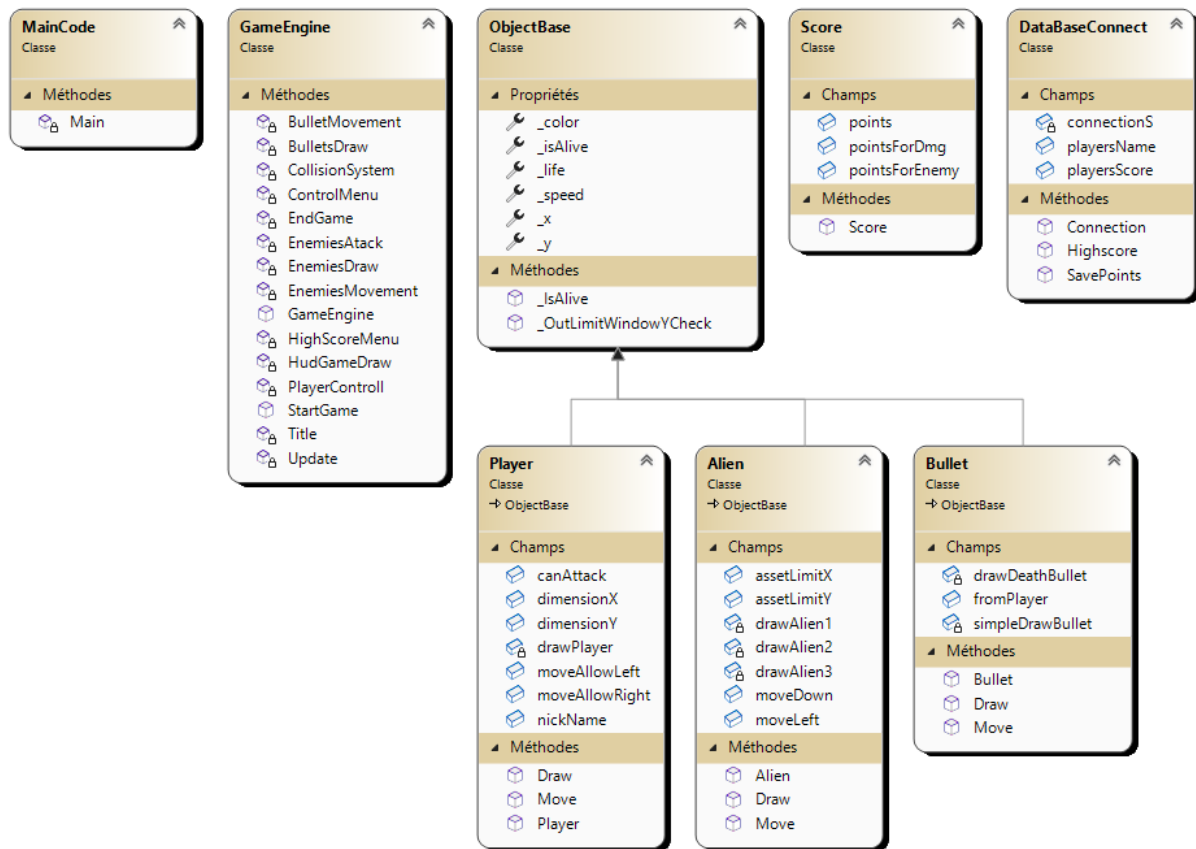 MainCode
Classe
Méthodes
Main
GameEngine
Classe
Méthodes
BulletMovement
BulletsDraw
CollisionSystem
ControlMenu
EndGame
EnemiesAtack
EnemiesDraw
EnemiesMovement
GameEngine
HighScoreMenu
HudGameDraw
PlayerControll
StartGame
Title
Update
ObjectBase
Classe
Propriétés
_color
_isAlive
_life
_speed
_x
_y
Méthodes
_IsAlive
_OutLimitWindowYCheck
Score
Classe
Champs
points
pointsForDmg
pointsForEnemy
Méthodes
Score
DataBaseConnect
Classe
Champs
connectionS
playersName
playersScore
Méthodes
Connection
Highscore
SavePoints
Player
Classe
→ ObjectBase
Champs
canAttack
dimensionX
dimensionY
drawPlayer
moveAllowLeft
moveAllowRight
nickName
Méthodes
Draw
Move
Player
Alien
Classe
→ ObjectBase
Champs
assetLimitX
assetLimitY
drawAlien1
drawAlien2
drawAlien3
moveDown
moveLeft
Méthodes
Alien
Draw
Move
Bullet
Classe
→ ObjectBase
Champs
drawDeathBullet
fromPlayer
simpleDrawBullet
Méthodes
Bullet
Draw
Move